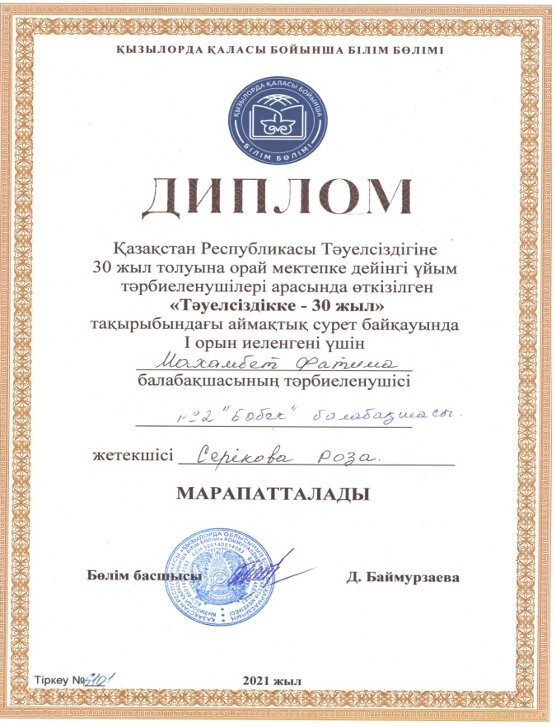 ҚЫЗЫЛОРДА ҚАЛАСЫ БОЙЫНША БІЛІМ БӨЛІМІ
ҚЫЗЫЛОРДА ҚАЛАСЫ БОЙЫНША
БІЛІМ БӨЛІМІ
ДИПЛОМ
Қазақстан Республикасы Тәуелсіздігіне
30 жыл толуына орай мектепке дейінгі ұйым
тәрбиеленушілері арасында өткізілген
«Тәуелсіздікке - 30 жыл»
тақырыбындағы аймақтық сурет байқауында
І орын иеленгені үшін
Махамбет Фатима
балабақшасының тәрбиеленушісі
№2 "Бөбек" балабақшасы.
жетекшісі Серікова Роза.
МАРАПАТТАЛАДЫ
Бөлім басшысы Д. Баймурзаева
Тіркеу №
2021 жыл